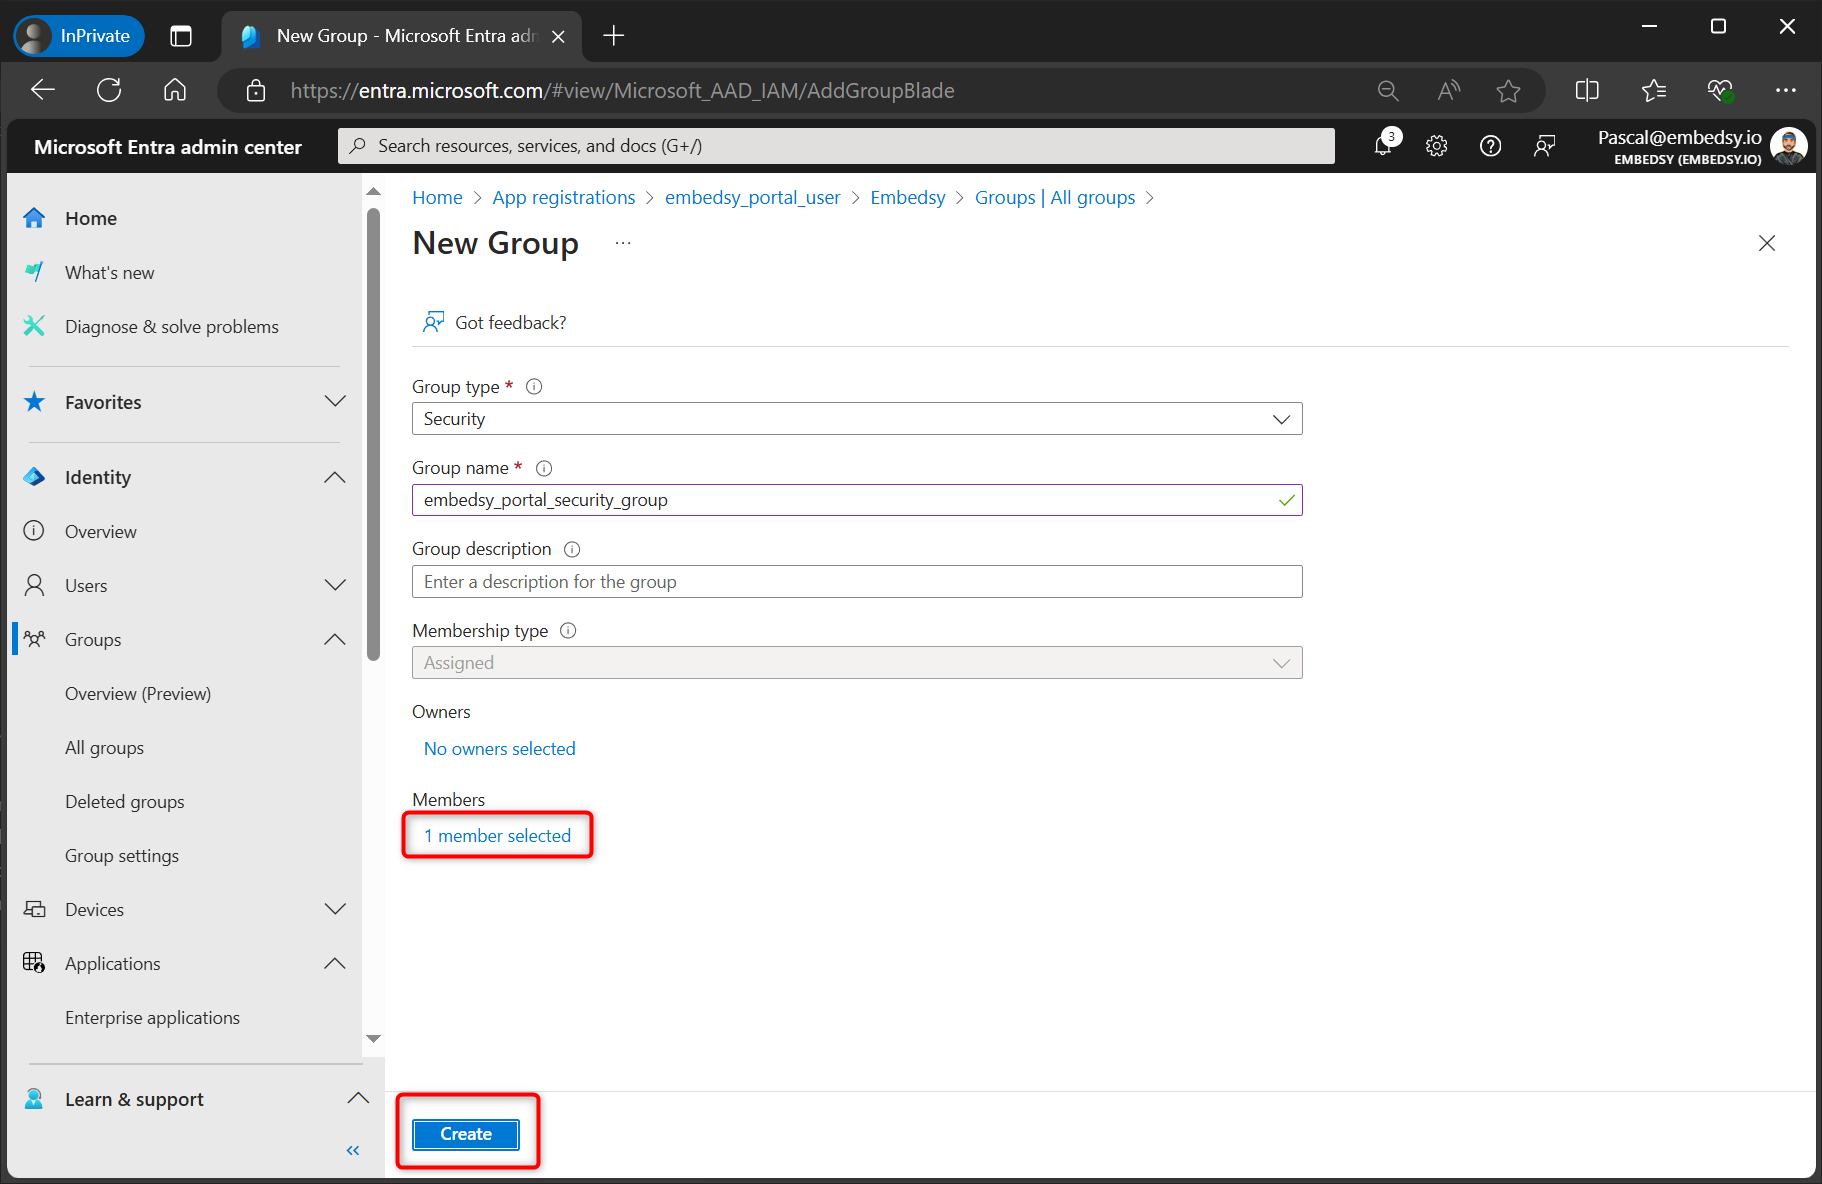 InPrivate
New Group - Microsoft Entra adm
https://entra.microsoft.com/#view/Microsoft_AAD_IAM/AddGroupBlade
Microsoft Entra admin center
Search resources, services, and docs (G+/)
3
Pascal@embedsy.io
EMBEDSY (EMBEDSY.IO)
Home
What's new
Diagnose & solve problems
Favorites
Identity
Overview
Users
Groups
Overview (Preview)
All groups
Deleted groups
Group settings
Devices
Applications
Enterprise applications
Learn & support
Home > App registrations > embedsy_portal_user > Embedsy > Groups | All groups >
New Group ...
Got feedback?
Group type *
Security
Group name *
embedsy_portal_security_group
Group description
Enter a description for the group
Membership type
Assigned
Owners
No owners selected
Members
1 member selected
Create